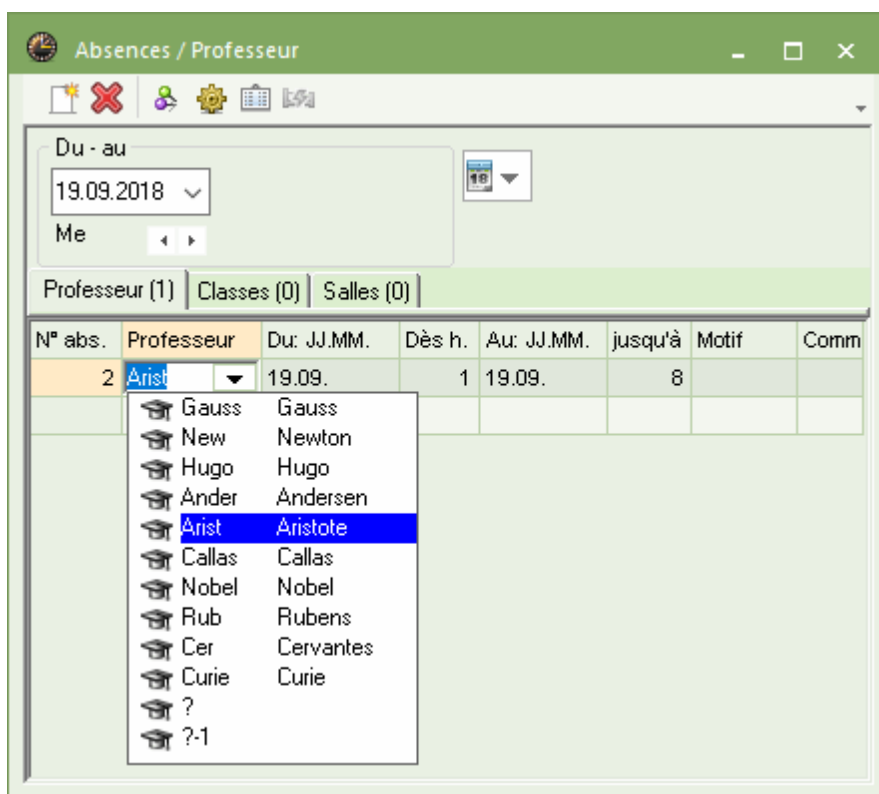 Absences / Professeur
Du - au
18
19.09.2018
Me
Professeur (1) Classes (0) Salles (0)
N° abs. Professeur Du: JJ.MM. Dès h. Au: JJ.MM. jusqu'à Motif Comm
2 Arist 19.09. 1 19.09. 8
Gauss Gauss
New Newton
Hugo Hugo
Ander Andersen
Arist Aristote
Callas Callas
Nobel Nobel
Rub Rubens
Cer Cervantes
Curie Curie
?
?-1